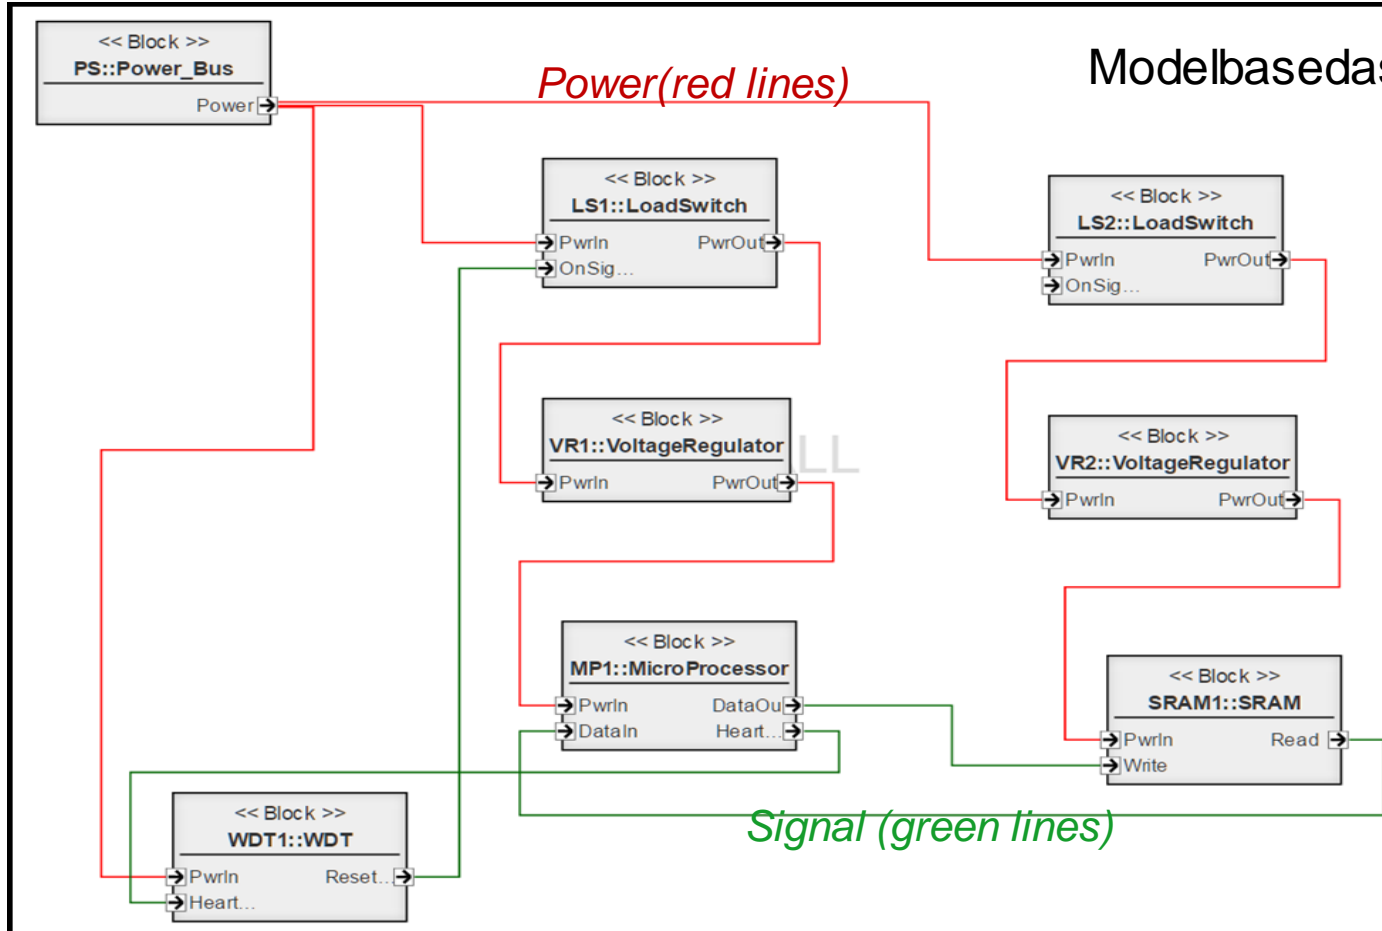 << Block >>
PS::Power_Bus
Power
Power(red lines)
Modelbasedas
<< Block >>
LS1::LoadSwitch
PwrIn PwrOut
OnSig...
<< Block >>
LS2::LoadSwitch
PwrIn PwrOut
OnSig...
<< Block >>
VR1::VoltageRegulator
PwrIn PwrOut
LL
<< Block >>
VR2::VoltageRegulator
PwrIn PwrOut
<< Block >>
MP1::MicroProcessor
PwrIn DataOu
DataIn Heart...
<< Block >>
SRAM1::SRAM
PwrIn Read
Write
Signal (green lines)
<< Block >>
WDT1::WDT
PwrIn Reset...
Heart...